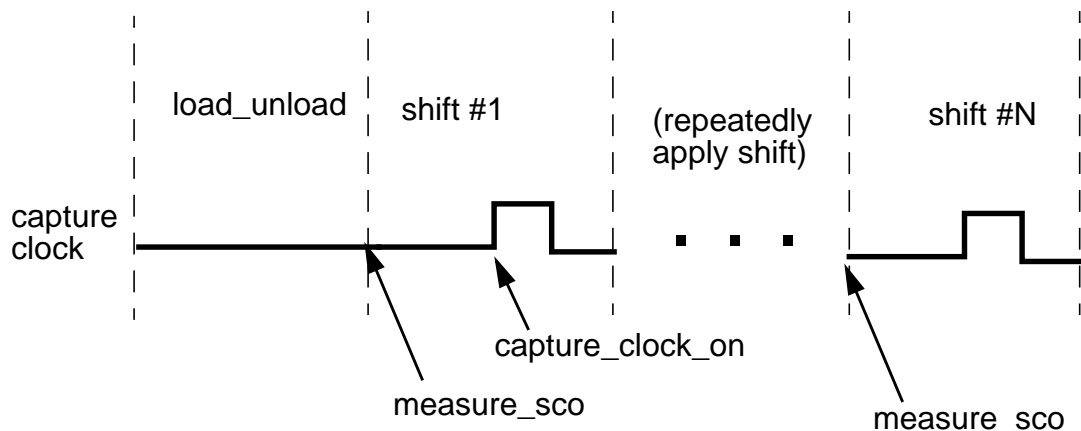 load_unload
shift #1
(repeatedly
apply shift)
shift #N
capture
clock
capture_clock_on
measure_sco
measure_sco